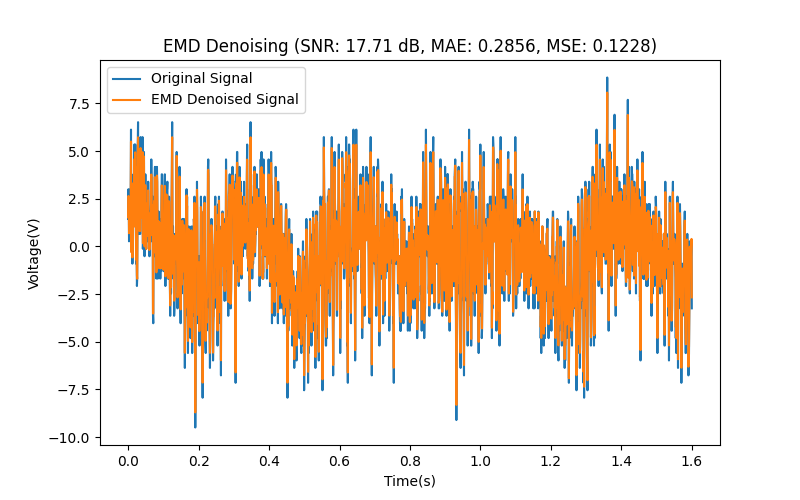 EMD Denoising (SNR: 17.71 dB, MAE: 0.2856, MSE: 0.1228)
Original Signal
EMD Denoised Signal
7.5
5.0
2.5
0.0
−2.5
−5.0
−7.5
−10.0
Voltage(V)
0.0 0.2 0.4 0.6 0.8 1.0 1.2 1.4 1.6
Time(s)